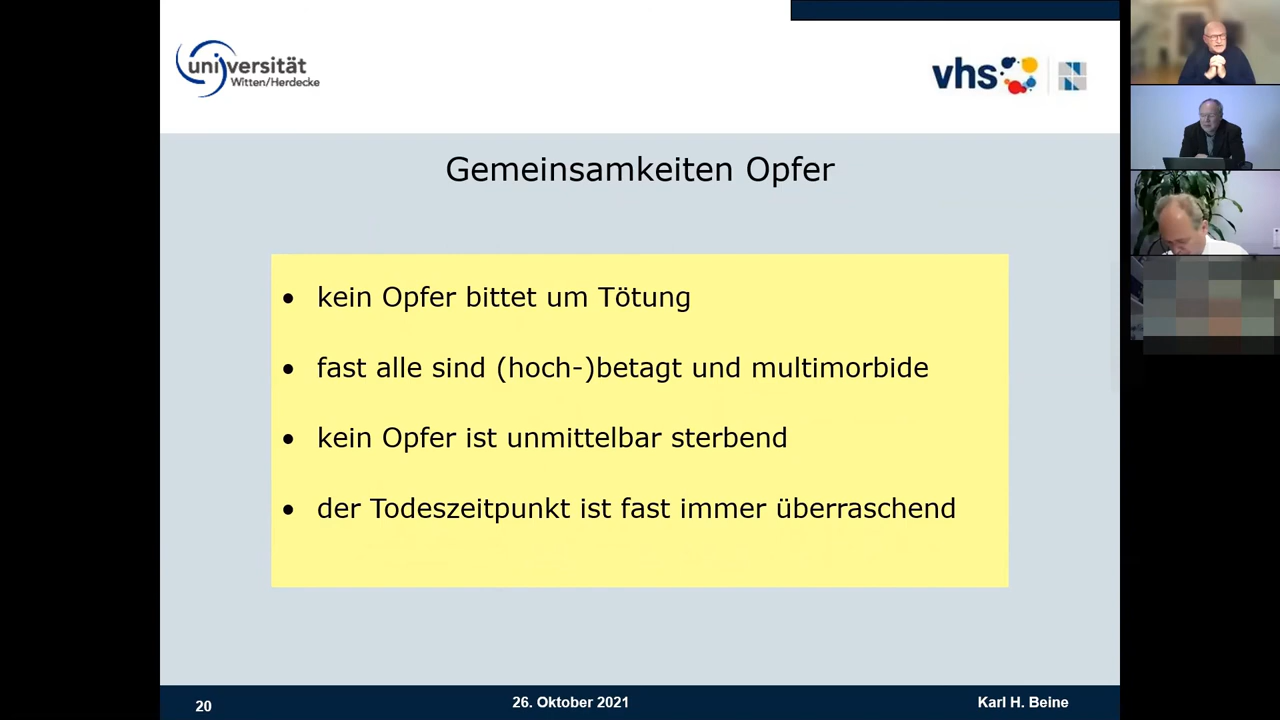 universität
Witten/Herdecke
vhs
Gemeinsamkeiten Opfer
• kein Opfer bittet um Tötung
• fast alle sind (hoch-)betagt und multimorbide
• kein Opfer ist unmittelbar sterbend
• der Todeszeitpunkt ist fast immer überraschend
20
26. Oktober 2021
Karl H. Beine